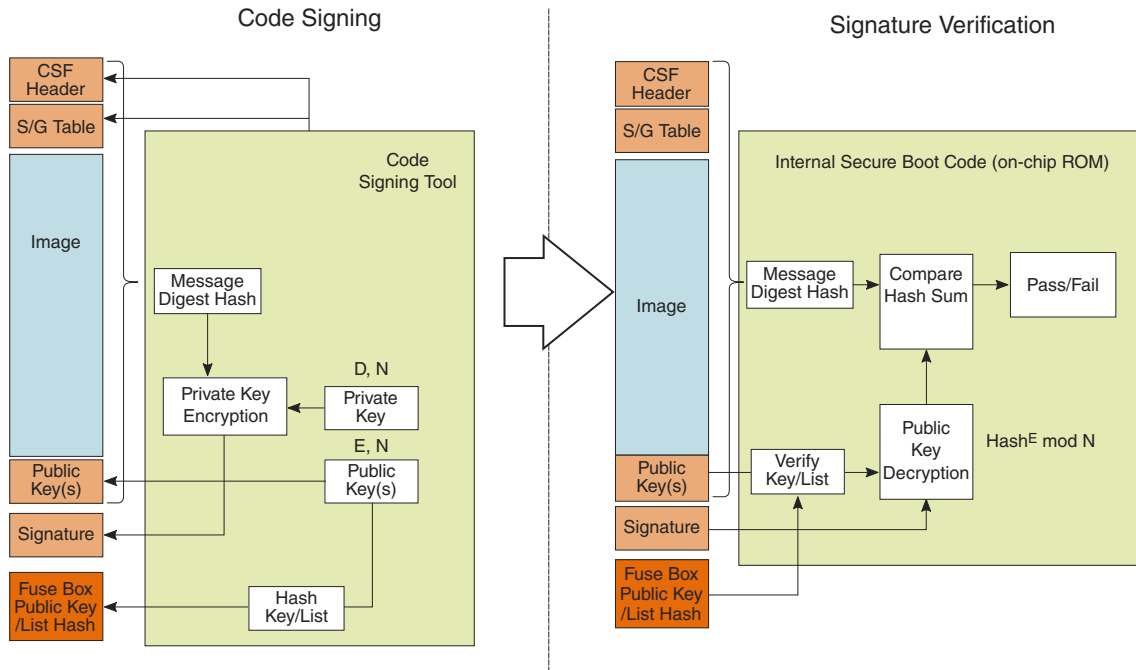 Code Signing
CSF
Header
S/G Table
Image
Public
Key(s)
Signature
Fuse Box
Public Key
/List Hash
Code
Signing Tool
Message
Digest Hash
Private Key
Encryption
D, N
Private
Key
E, N
Public
Key(s)
Hash
Key/List
Signature Verification
CSF
Header
S/G Table
Image
Public
Key(s)
Signature
Fuse Box
Public Key
/List Hash
Internal Secure Boot Code (on-chip ROM)
Message
Digest Hash
Compare
Hash Sum
Pass/Fail
Verify
Key/List
Public
Key
Decryption
Hash^E mod N